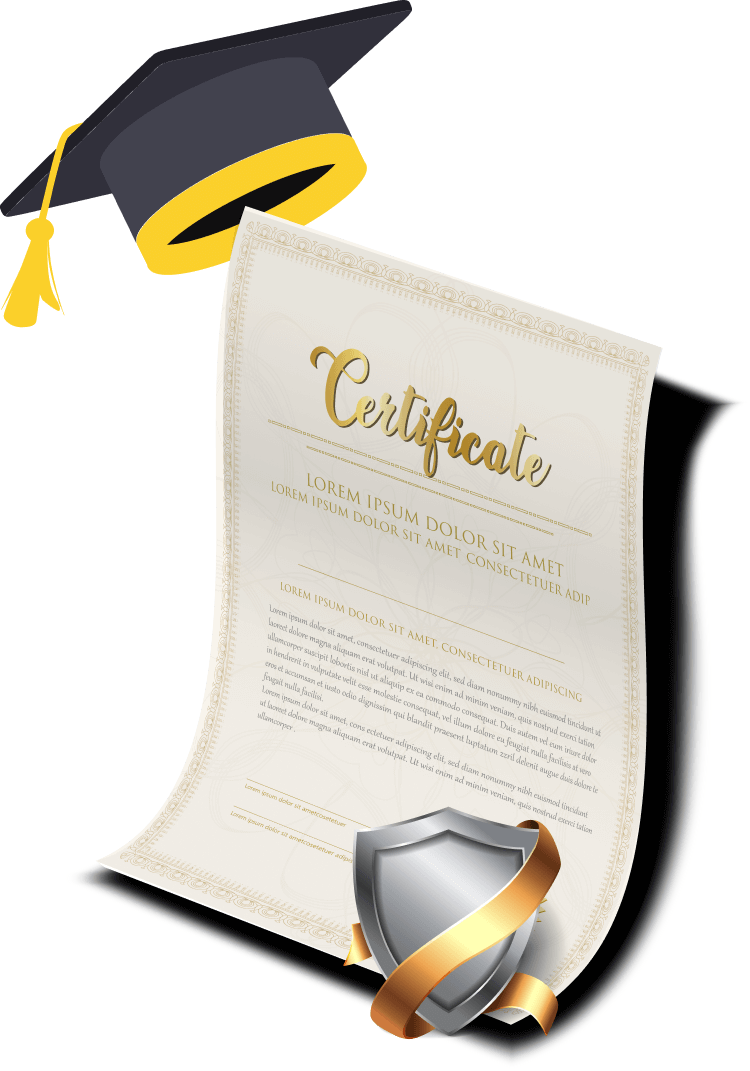 Certificate
LOREM IPSUM DOLOR SIT AMET
LOREM IPSUM DOLOR SIT AMET CONSECTETUER ADIP
LOREM IPSUM DOLOR SIT AMET, CONSECTETUER ADIPISCING
Lorem ipsum dolor sit amet, consectetuer adipiscing elit, sed diam nonummy nibh euismod tincidunt ut
laoreet dolore magna aliquam erat volutpat. Ut wisi enim ad minim veniam, quis nostrud exerci tation
ullamcorper suscipit lobortis nisl ut aliquip ex ea commodo consequat. Duis autem vel eum iriure dolor
in hendrerit in vulputate velit esse molestie consequat, vel illum dolore eu feugiat nulla facilisis at vero
eros et accumsan et iusto odio dignissim qui blandit praesent luptatum zzril delenit augue duis dolore te
feugait nulla facilisi.
Lorem ipsum dolor sit amet, cons ectetuer adipiscing elit, sed diam nonummy nibh euismod tincidunt
ut laoreet dolore magna aliquam erat volutpat. Ut wisi enim ad minim veniam, quis nostrud exerci tation
ullamcorper.
Lorem ipsum dolor sit ametconsetetuer
Lorem ipsum dolor sit ametconsetetuer